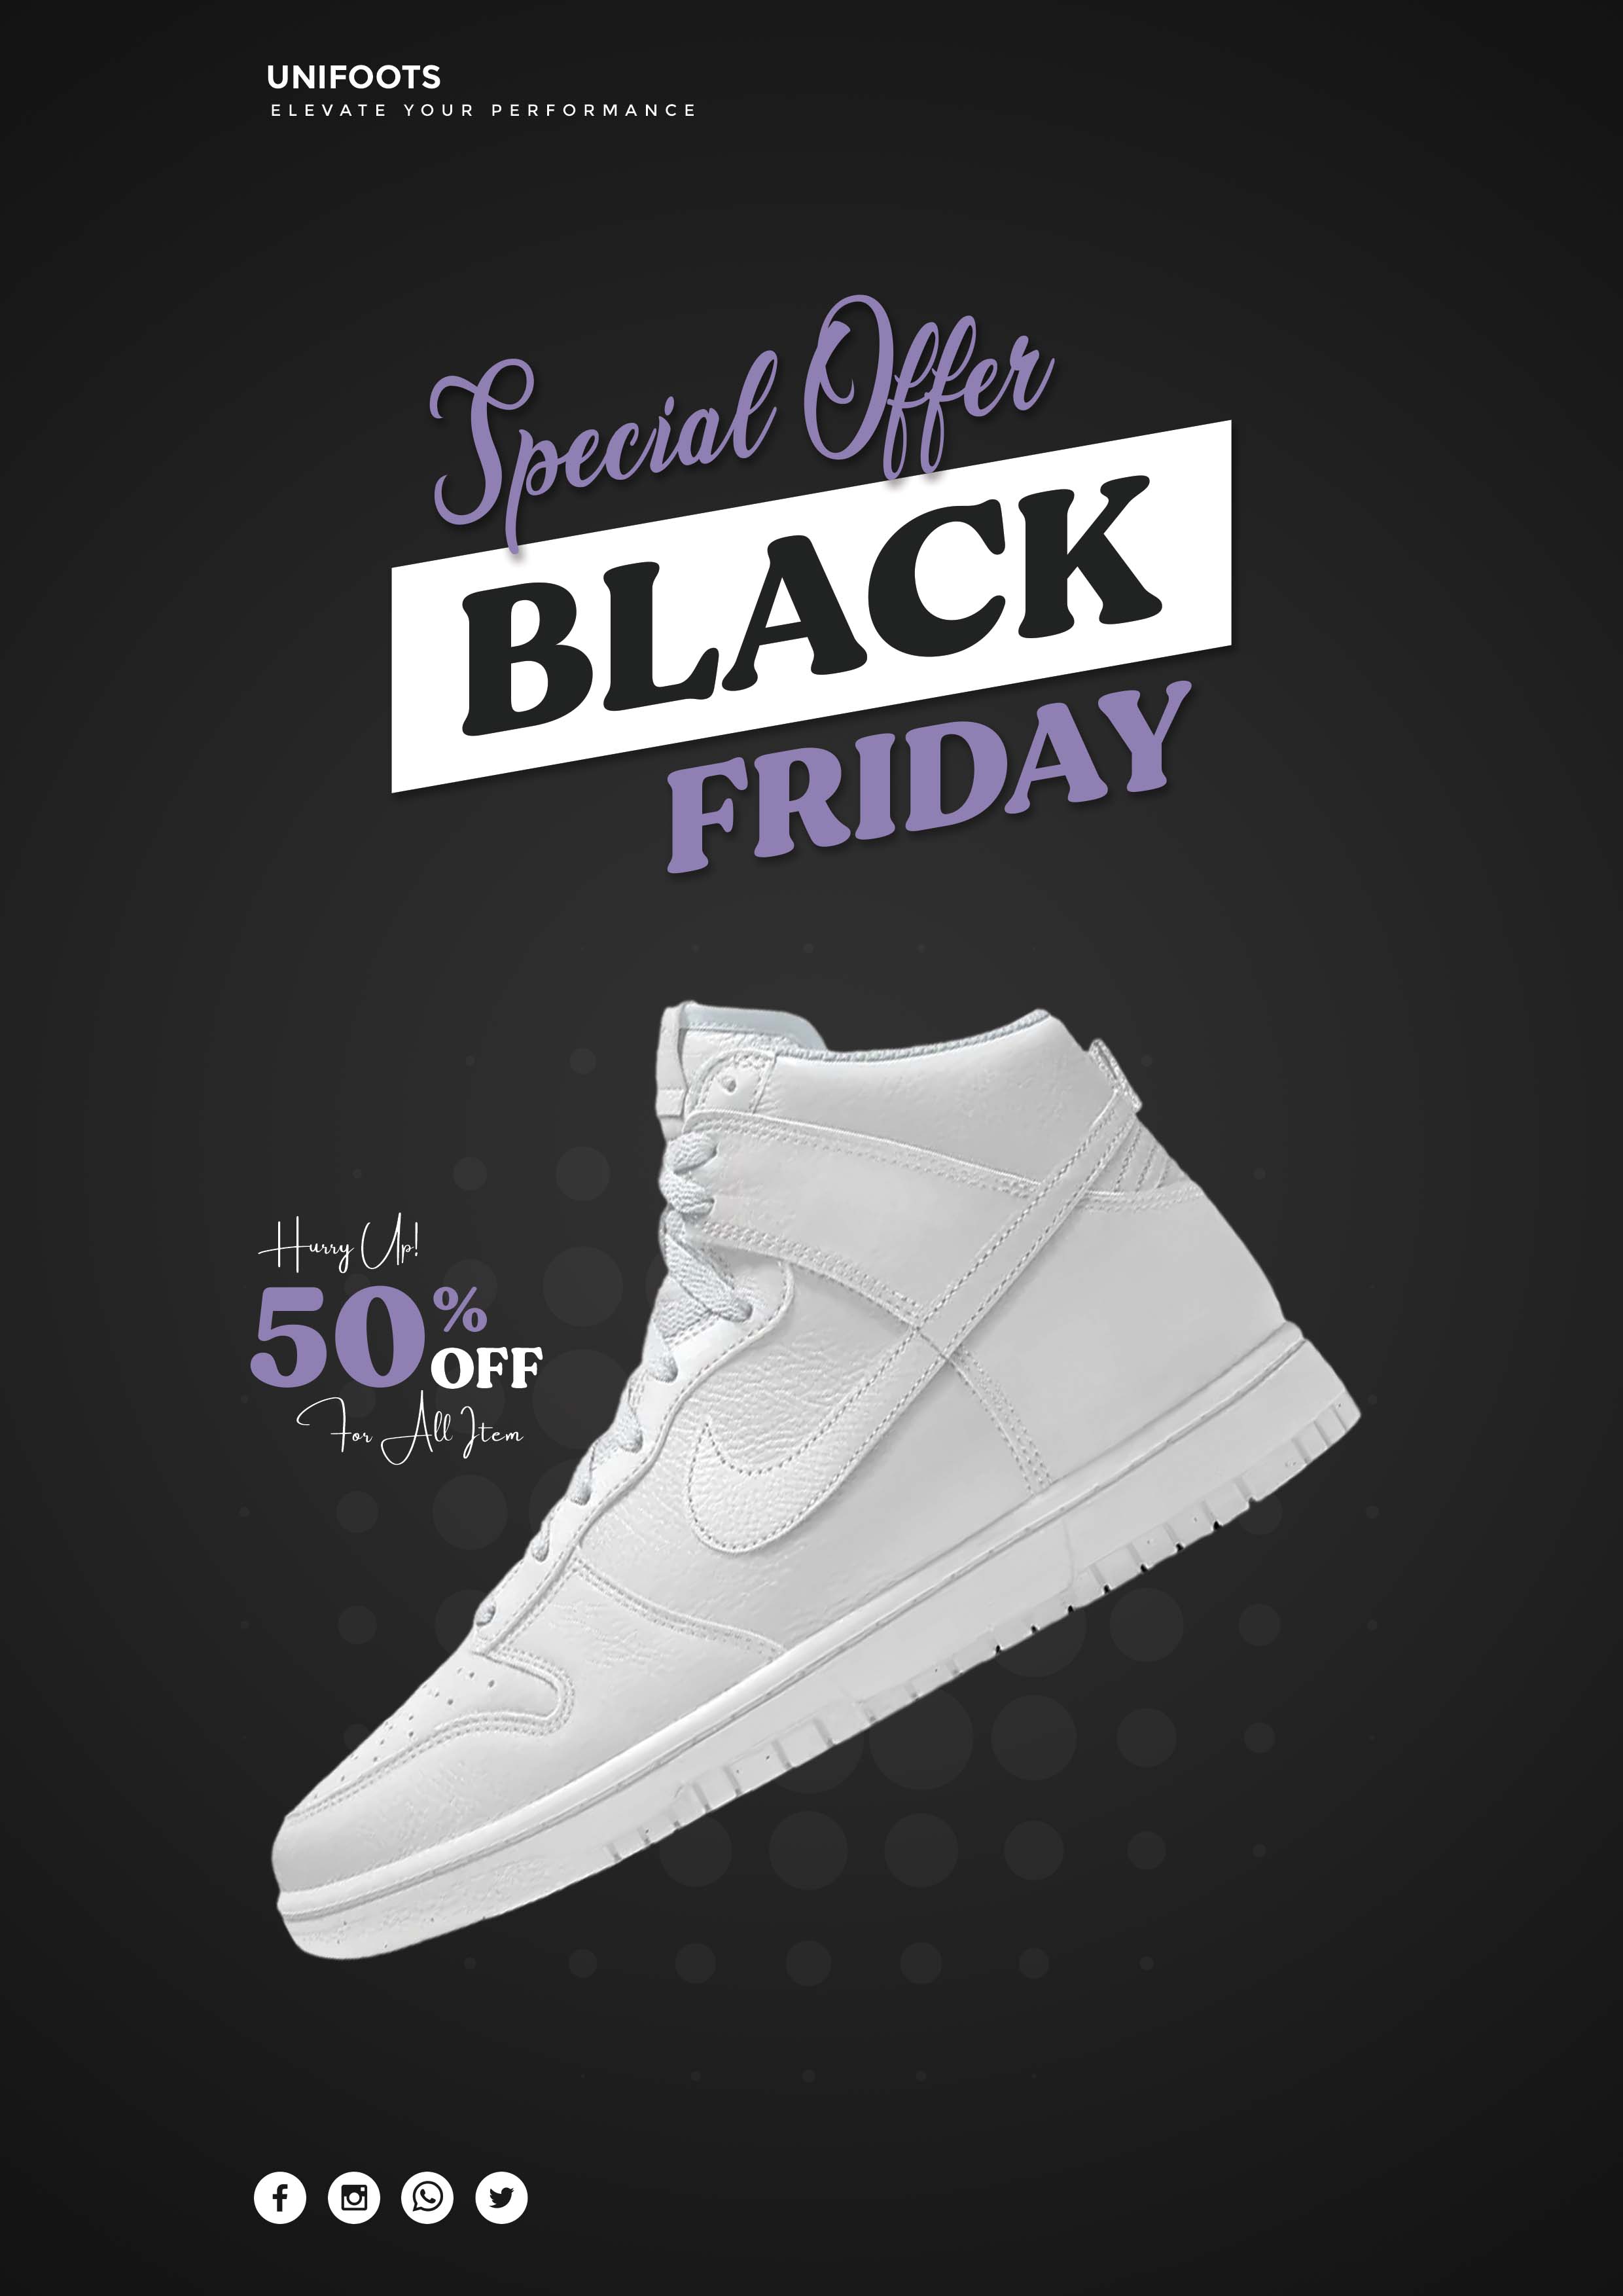 UNIFOOTS
ELEVATE YOUR PERFORMANCE
Special Offer
BLACK
FRIDAY
Hurry Up!
50%
OFF
For All Item